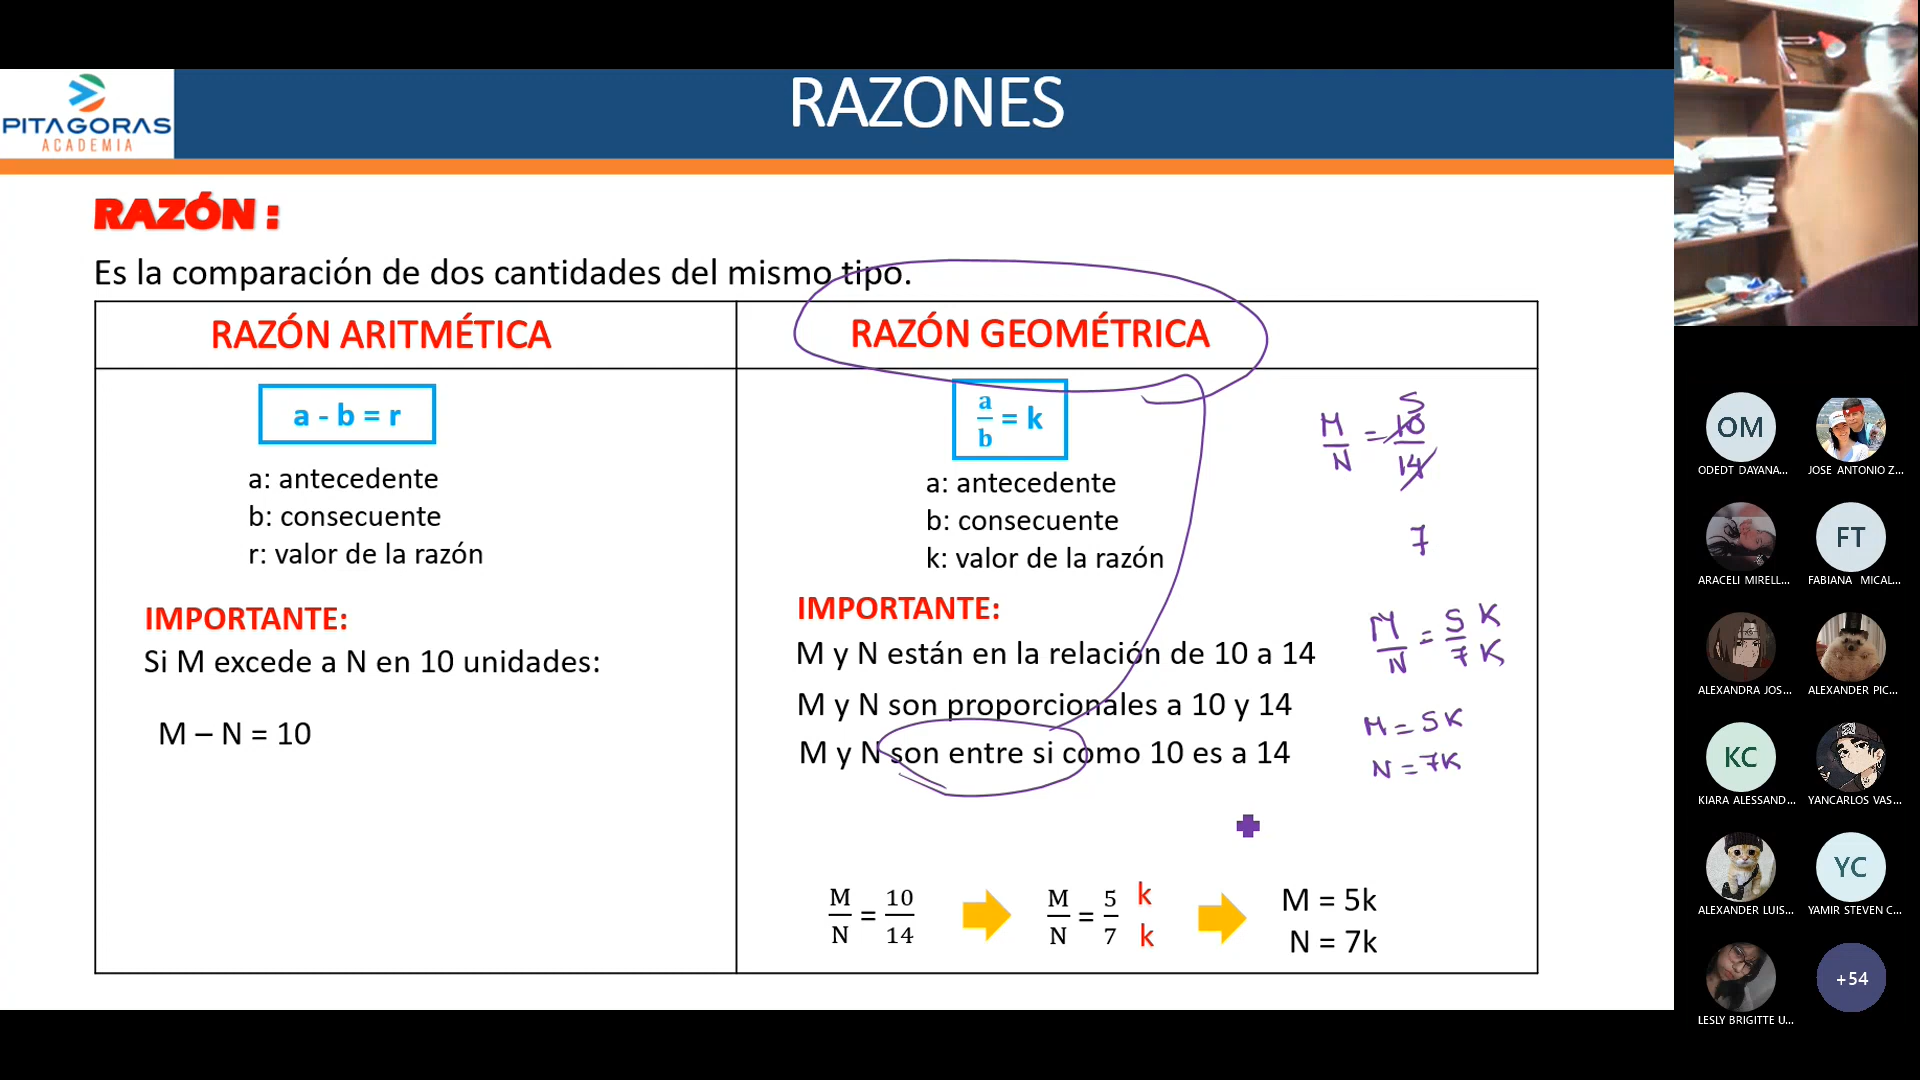 RAZONES
PITAGORAS
ACADEMIA
RAZÓN :
Es la comparación de dos cantidades del mismo tipo.
RAZÓN ARITMÉTICA
a - b = r
a: antecedente
b: consecuente
r: valor de la razón
IMPORTANTE:
Si M excede a N en 10 unidades:
M – N = 10
RAZÓN GEOMÉTRICA
a/b = k
a: antecedente
b: consecuente
k: valor de la razón
IMPORTANTE:
M y N están en la relación de 10 a 14
M y N son proporcionales a 10 y 14
M y N son entre si como 10 es a 14
5
M/N = 10/14
7
M/N = 5K/7K
M = 5K
N = 7K
M/N = 10/14
M/N = 5/7 k k
M = 5k
N = 7k
OM
ODEDT DAYANA...
JOSE ANTONIO Z...
ARACELI MIRELL...
FT
FABIANA MICAL...
ALEXANDRA JOS...
ALEXANDER PIC...
KC
KIARA ALESSAND...
YANCARLOS VAS...
ALEXANDER LUIS...
YC
YAMIR STEVEN C...
LESLY BRIGITTE U...
+54